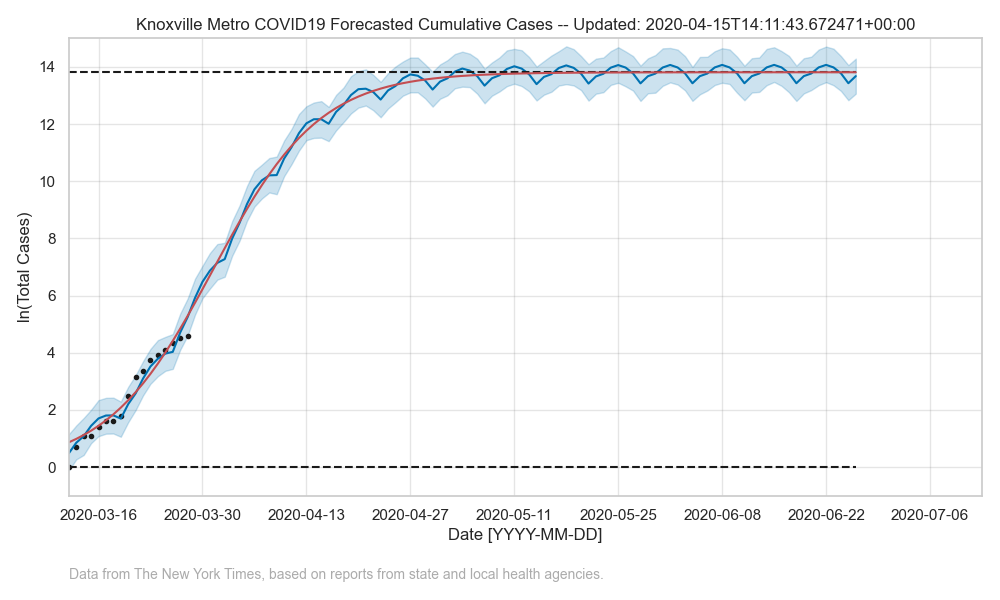 Knoxville Metro COVID19 Forecasted Cumulative Cases -- Updated: 2020-04-15T14:11:43.672471+00:00
ln(Total Cases)
14
12
10
8
6
4
2
0
2020-03-16 2020-03-30 2020-04-13 2020-04-27 2020-05-11 2020-05-25 2020-06-08 2020-06-22 2020-07-06
Date [YYYY-MM-DD]
Data from The New York Times, based on reports from state and local health agencies.